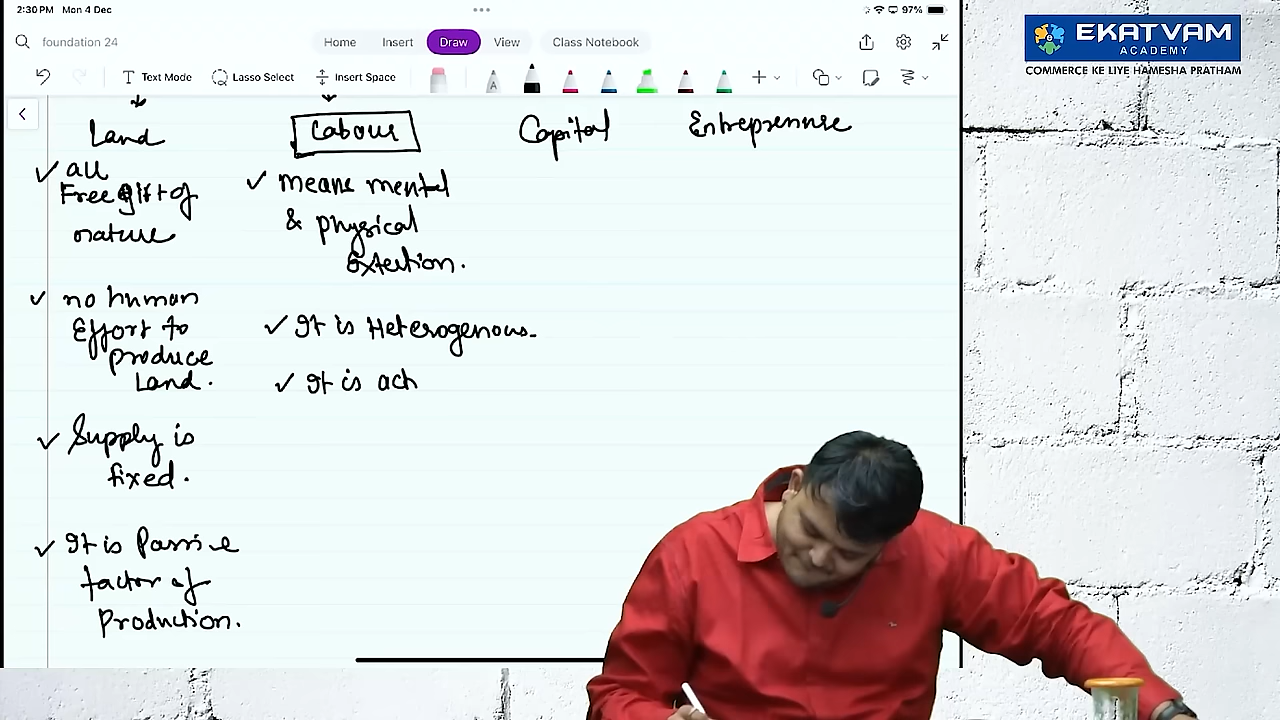 2:30 PM Mon 4 Dec
97%
foundation 24
Home Insert Draw View Class Notebook
Text Mode Lasso Select Insert Space
EKATVAM
ACADEMY
COMMERCE KE LIYE HAMESHA PRATHAM
Land
all
Free gift of
nature
no human
Effort to
produce
Land.
Supply is
fixed.
It is Passive
factor of
Production.
Labour
means mental
& physical
Extertion.
It is Heterogenous.
It is act
Capital
Entreprenure